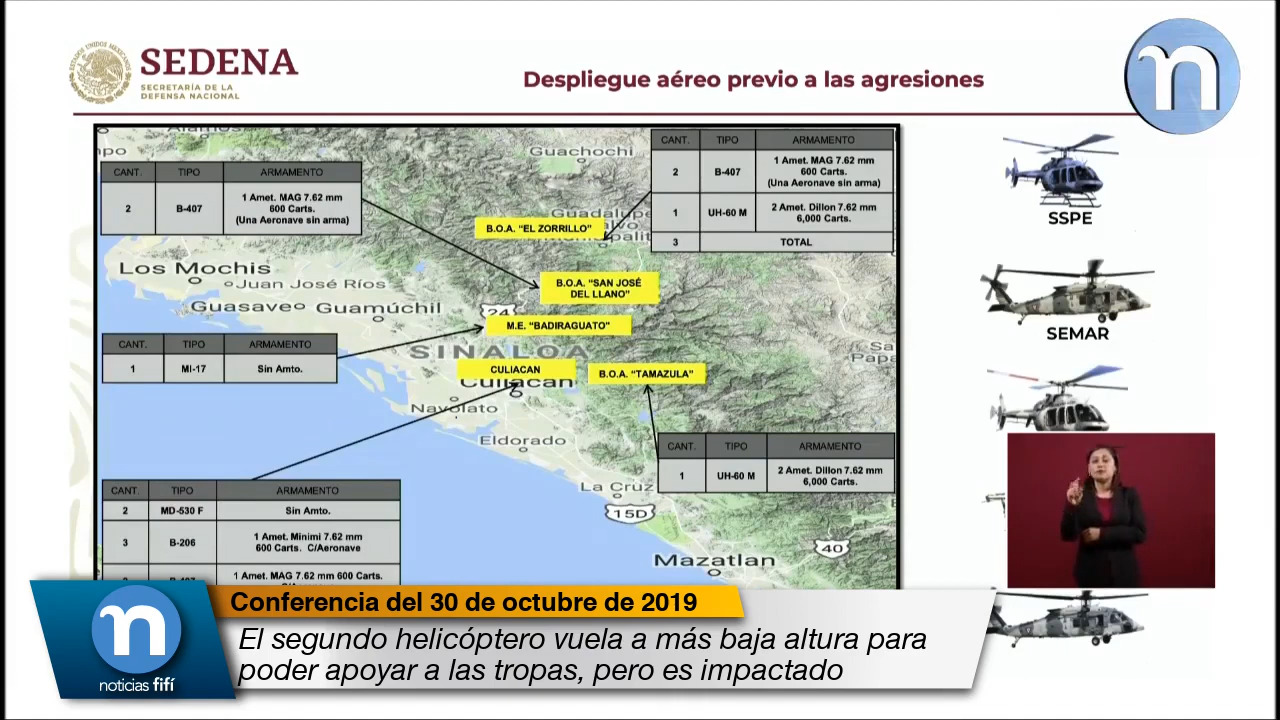 SEDENA
SECRETARÍA DE LA
DEFENSA NACIONAL
Despliegue aéreo previo a las agresiones
n
CANT. TIPO ARMAMENTO
2 B-407 1 Amet. MAG 7.62 mm
600 Carts.
(Una Aeronave sin arma)
Guachochi
CANT. TIPO ARMAMENTO
2 B-407 1 Amet. MAG 7.62 mm
600 Carts.
(Una Aeronave sin arma)
1 UH-60 M 2 Amet. Dillon 7.62 mm
6,000 Carts.
3 TOTAL
SSPE
Guadalupe
B.O.A. “EL ZORRILLO”
Los Mochis
Juan José Ríos
B.O.A. “SAN JOSÉ
DEL LLANO”
Guasave
Guamúchil
24
M.E. “BADIRAGUATO”
SEMAR
CANT. TIPO ARMAMENTO
1 MI-17 Sin Amto.
SINALOA
CULIACAN
B.O.A. “TAMAZULA”
Culiacán
Navolato
Eldorado
CANT. TIPO ARMAMENTO
1 UH-60 M 2 Amet. Dillon 7.62 mm
6,000 Carts.
La Cruz
15D
40
Mazatlan
CANT. TIPO ARMAMENTO
2 MD-530 F Sin Amto.
3 B-206 1 Amet. Minimi 7.62 mm
600 Carts. C/Aeronave
1 Amet. MAG 7.62 mm 600 Carts.
Conferencia del 30 de octubre de 2019
El segundo helicóptero vuela a más baja altura para
poder apoyar a las tropas, pero es impactado
n
noticias fifí